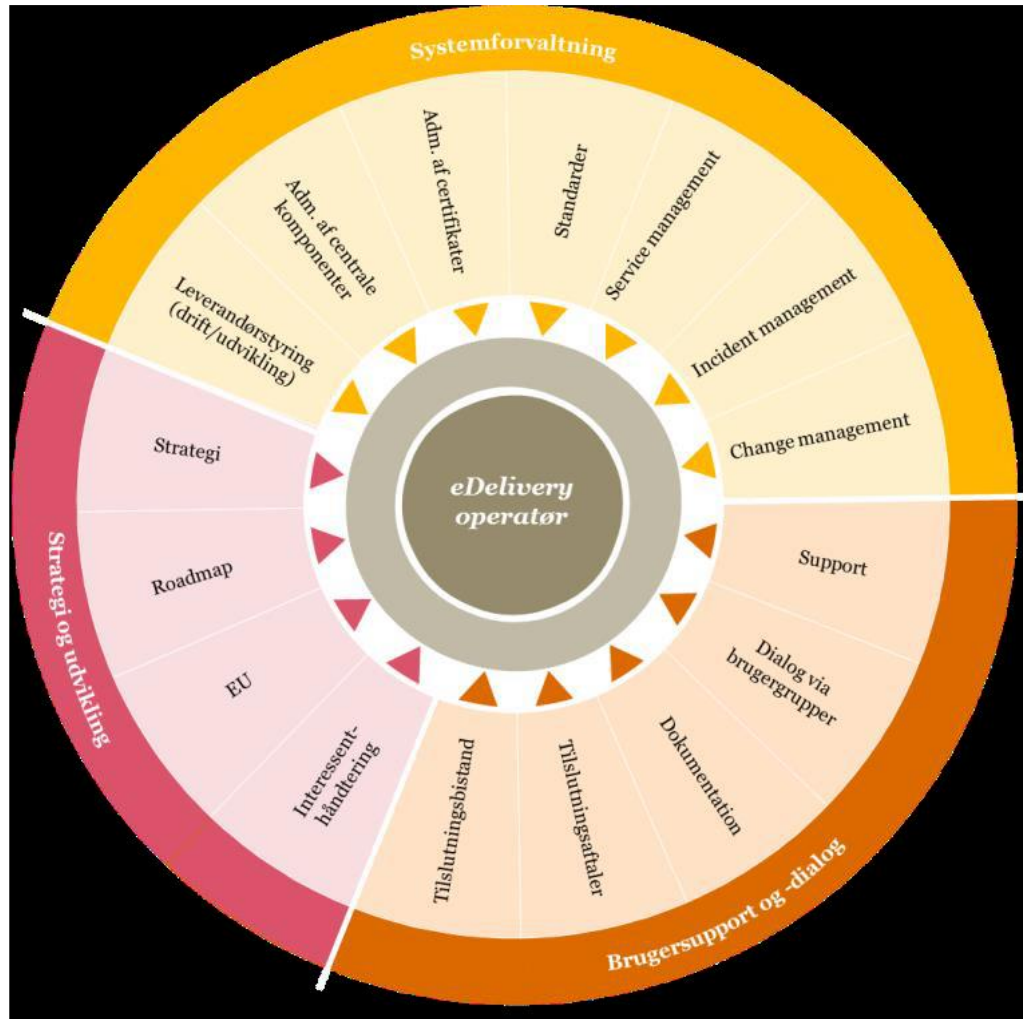 Systemforvaltning
Leverandørstyring
(drift/udvikling)
Adm. af centrale
komponenter
Adm. af
certifikater
Standarder
Service management
Incident management
Change management
Brugersupport og -dialog
Support
Dialog via
brugergrupper
Dokumentation
Tilslutningsaftaler
Tilslutningsbistand
Strategi og udvikling
Interessent-
håndtering
EU
Roadmap
Strategi
eDelivery
operatør